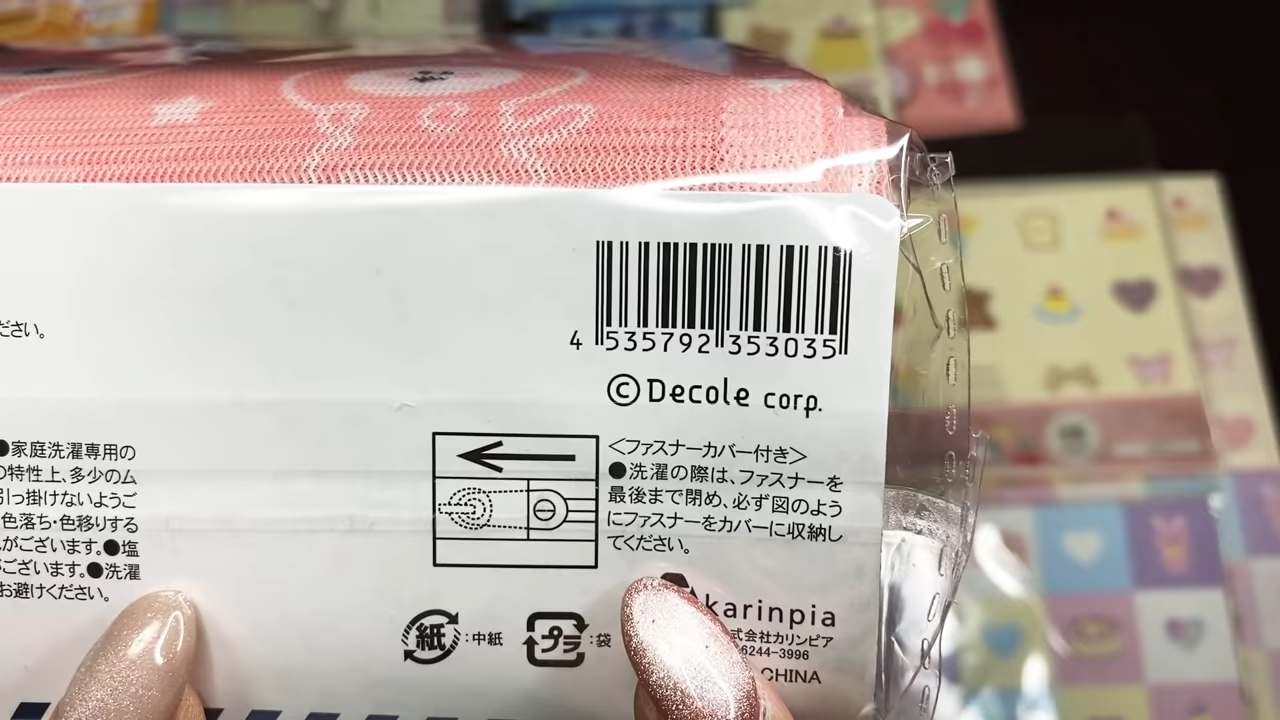 ださい。
4 535792 353035
©Decole corp.
●家庭洗濯専用の
の特性上、多少のム
引っ掛けないようご
色落ち・色移りする
がございます。●塩
ございます。●洗濯
お避けください。
<ファスナーカバー付き>
●洗濯の際は、ファスナーを
最後まで閉め、必ず図のよう
にファスナーをカバーに収納し
てください。
紙:中紙
プラ:袋
karinpia
式会社カリンピア
6244-3996
CHINA